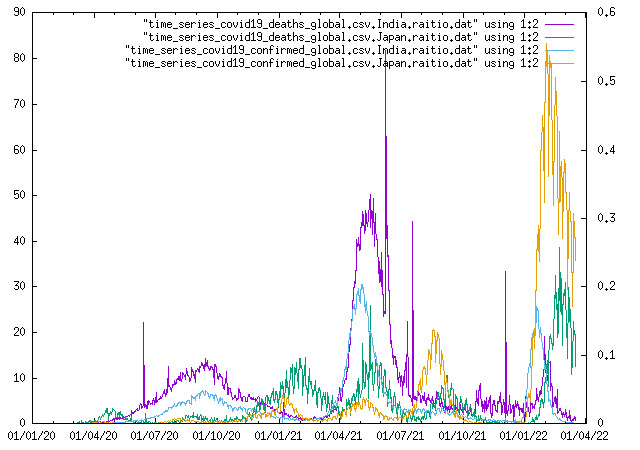 "time_series_covid19_deaths_global.csv.India.raitio.dat" using 1:2
"time_series_covid19_deaths_global.csv.Japan.raitio.dat" using 1:2
"time_series_covid19_confirmed_global.csv.India.raitio.dat" using 1:2
"time_series_covid19_confirmed_global.csv.Japan.raitio.dat" using 1:2
90 0.6
80
70 0.5
60 0.4
50
40 0.3
30 0.2
20
10 0.1
0 0
01/01/20 01/04/20 01/07/20 01/10/20 01/01/21 01/04/21 01/07/21 01/10/21 01/01/22 01/04/22